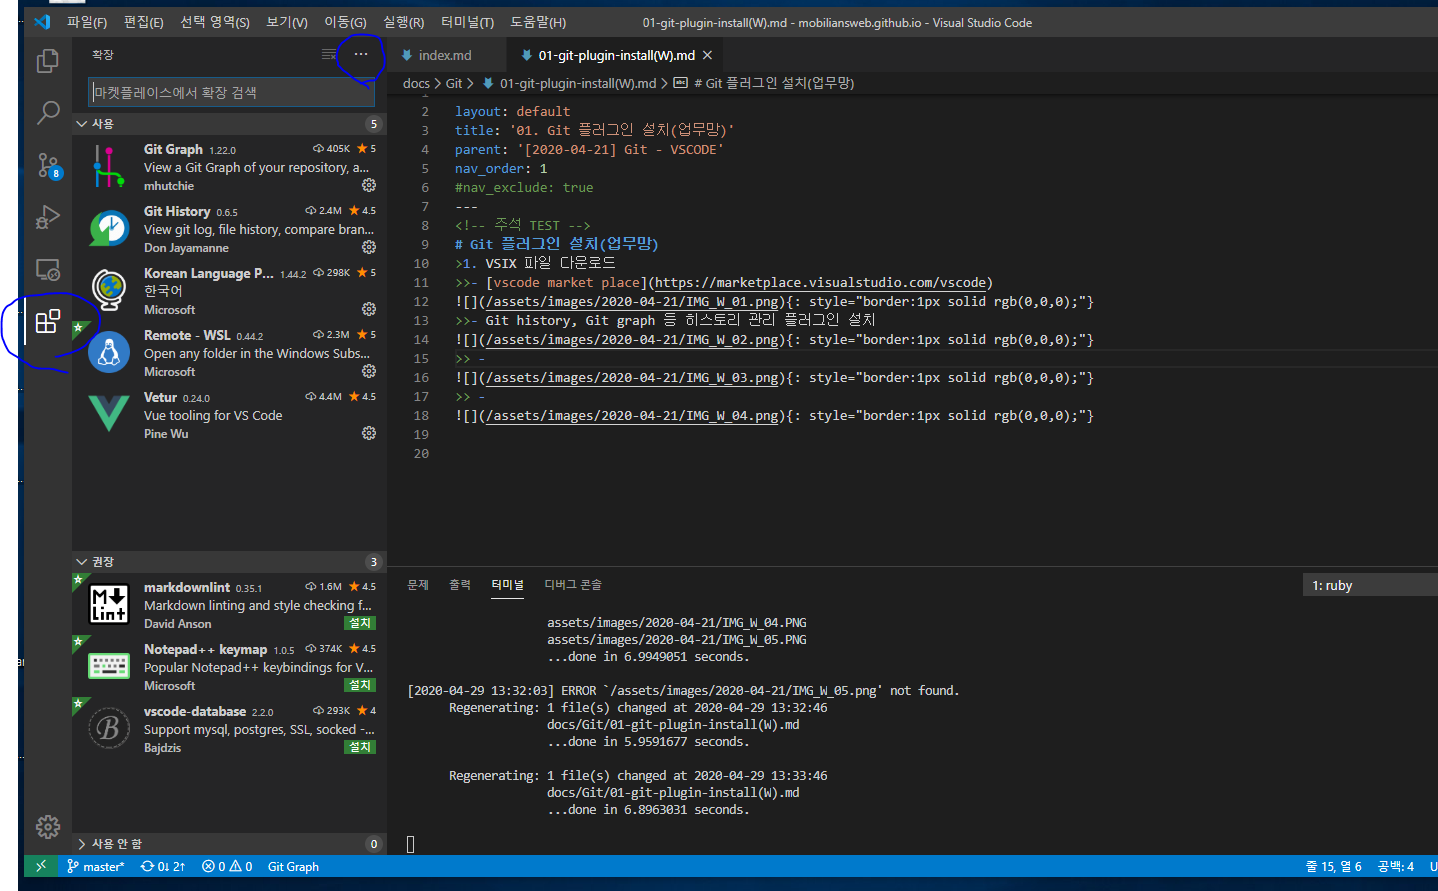 파일(F) 편집(E) 선택 영역(S) 보기(V) 이동(G) 실행(R) 터미널(T) 도움말(H) 01-git-plugin-install(W).md - mobiliansweb.github.io - Visual Studio Code
확장
마켓플레이스에서 확장 검색
사용 5
Git Graph 1.22.0 405K 5
View a Git Graph of your repository, a...
mhutchie
Git History 0.6.5 2.4M 4.5
View git log, file history, compare bran...
Don Jayamanne
Korean Language P... 1.44.2 298K 5
한국어
Microsoft
Remote - WSL 0.44.2 2.3M 5
Open any folder in the Windows Subs...
Microsoft
Vetur 0.24.0 4.4M 4.5
Vue tooling for VS Code
Pine Wu
권장 3
markdownlint 0.35.1 1.6M 4.5
Markdown linting and style checking f...
David Anson 설치
Notepad++ keymap 1.0.5 374K 4.5
Popular Notepad++ keybindings for V...
Microsoft 설치
vscode-database 2.2.0 293K 4
Support mysql, postgres, SSL, socked -...
Bajdzis 설치
사용 안 함 0
8
index.md 01-git-plugin-install(W).md
docs > Git > 01-git-plugin-install(W).md > # Git 플러그인 설치(업무망)
2 layout: default
3 title: '01. Git 플러그인 설치(업무망)'
4 parent: '[2020-04-21] Git - VSCODE'
5 nav_order: 1
6 #nav_exclude: true
7 ---
8 <!-- 주석 TEST -->
9 # Git 플러그인 설치(업무망)
10 >1. VSIX 파일 다운로드
11 >>- [vscode market place](https://marketplace.visualstudio.com/vscode)
12 ![](/assets/images/2020-04-21/IMG_W_01.png){: style="border:1px solid rgb(0,0,0);"}
13 >>- Git history, Git graph 등 히스토리 관리 플러그인 설치
14 ![](/assets/images/2020-04-21/IMG_W_02.png){: style="border:1px solid rgb(0,0,0);"}
15 >> -
16 ![](/assets/images/2020-04-21/IMG_W_03.png){: style="border:1px solid rgb(0,0,0);"}
17 >> -
18 ![](/assets/images/2020-04-21/IMG_W_04.png){: style="border:1px solid rgb(0,0,0);"}
19
20
문제 출력 터미널 디버그 콘솔 1: ruby
assets/images/2020-04-21/IMG_W_04.PNG
assets/images/2020-04-21/IMG_W_05.PNG
...done in 6.9949051 seconds.
[2020-04-29 13:32:03] ERROR `/assets/images/2020-04-21/IMG_W_05.png' not found.
Regenerating: 1 file(s) changed at 2020-04-29 13:32:46
docs/Git/01-git-plugin-install(W).md
...done in 5.9591677 seconds.
Regenerating: 1 file(s) changed at 2020-04-29 13:33:46
docs/Git/01-git-plugin-install(W).md
...done in 6.8963031 seconds.
master* 0↓ 2↑ 0 0 Git Graph 줄 15, 열 6 공백: 4